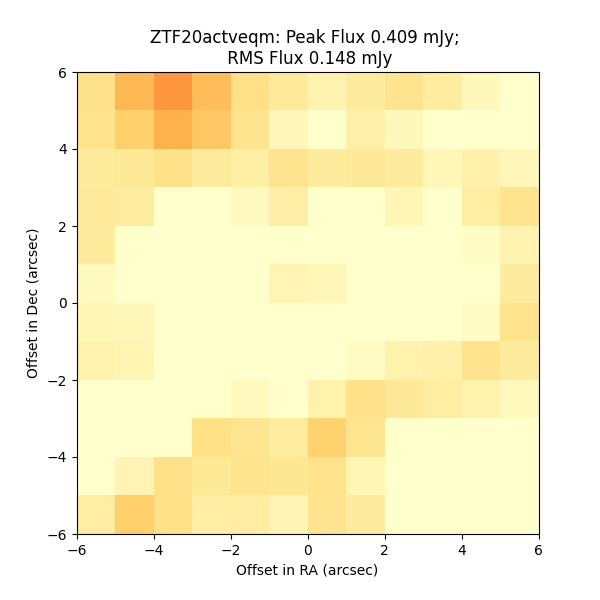 ZTF20actveqm: Peak Flux 0.409 mJy;
RMS Flux 0.148 mJy
6
4
2
0
−2
−4
−6
Offset in Dec (arcsec)
−6 −4 −2 0 2 4 6
Offset in RA (arcsec)